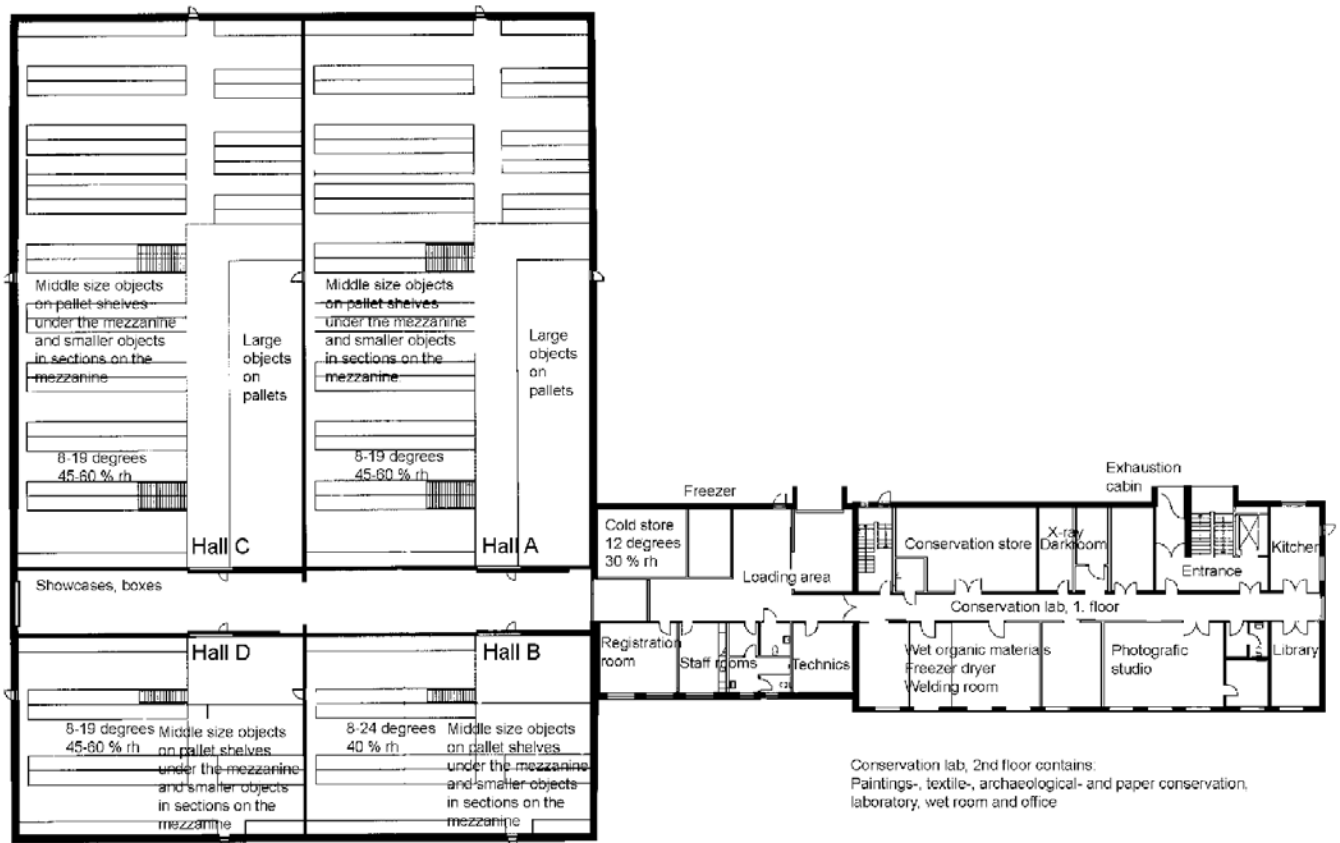 Middle size objects
on pallet shelves
under the mezzanine
and smaller objects
in sections on the
mezzanine
Large
objects
on
pallets
8-19 degrees
45-60 % rh
Hall C
Middle size objects
on pallet shelves
under the mezzanine
and smaller objects
in sections on the
mezzanine
Large
objects
on
pallets
8-19 degrees
45-60 % rh
Hall A
Showcases, boxes
Hall D
8-19 degrees
45-60 % rh
Middle size objects
on pallet shelves
under the mezzanine
and smaller objects
in sections on the
mezzanine
Hall B
8-24 degrees
40 % rh
Middle size objects
on pallet shelves
under the mezzanine
and smaller objects
in sections on the
mezzanine
Freezer
Cold store
12 degrees
30 % rh
Loading area
Conservation store
X-ray
Darkroom
Exhaustion
cabin
Entrance
Kitchen
Conservation lab, 1. floor
Registration
room
Staff rooms
Technics
Wet organic materials
Freezer dryer
Welding room
Photografic
studio
Library
Conservation lab, 2nd floor contains:
Paintings-, textile-, archaeological- and paper conservation,
laboratory, wet room and office